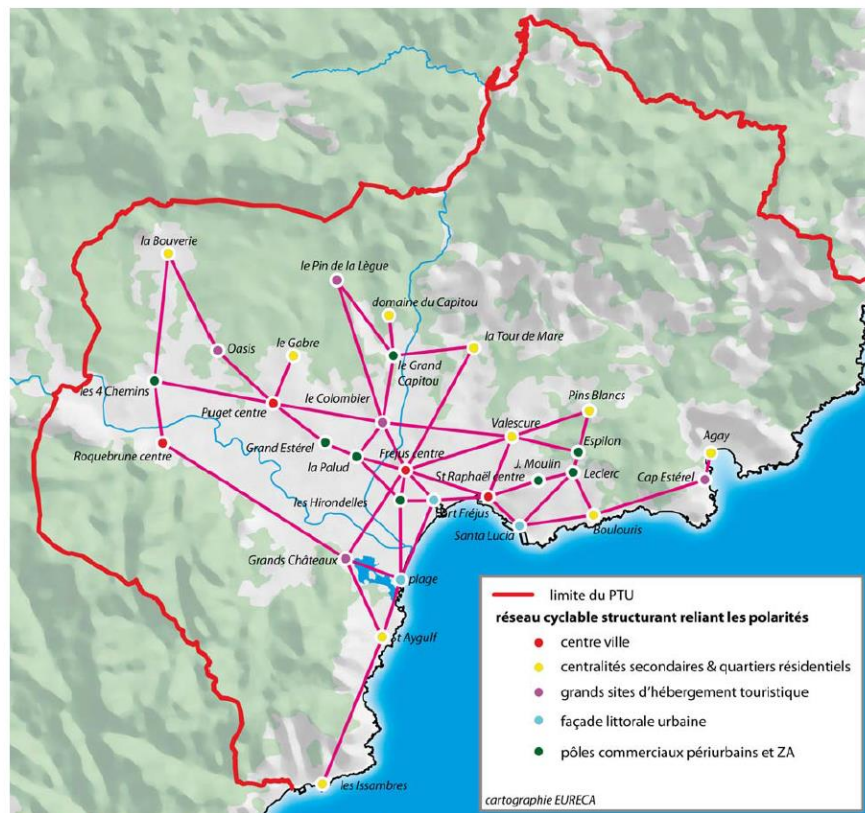 la Bouverie
le Pin de la Lègue
domaine du Capitou
la Tour de Mare
Oasis
le Gabre
le Grand
Capitou
les 4 Chemins
Puget centre
le Colombier
Pins Blancs
Valescure
Roquebrune centre
Grand Estérel
la Palud
Fréjus centre
Espilon
Agay
St Raphaël centre
J. Moulin
Leclerc
Cap Estérel
les Hirondelles
Port Fréjus
Santa Lucia
Boulouris
Grands Châteaux
plage
St Aygulf
les Issambres
limite du PTU
réseau cyclable structurant reliant les polarités
centre ville
centralités secondaires & quartiers résidentiels
grands sites d'hébergement touristique
façade littorale urbaine
pôles commerciaux périurbains et ZA
cartographie EURECA